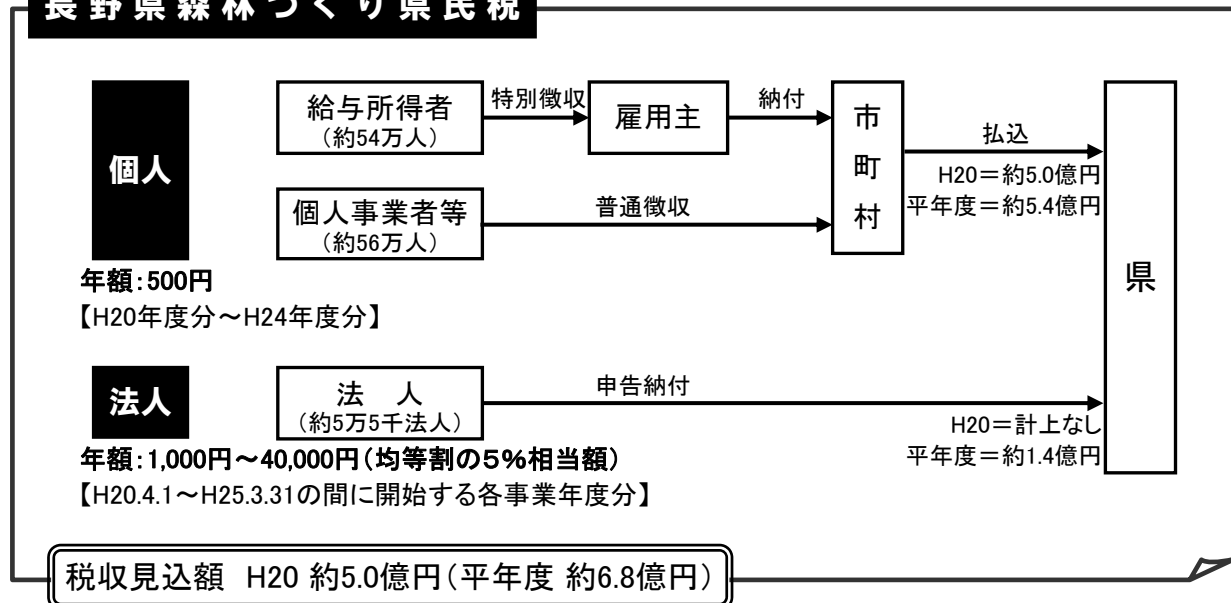 長野県森林づくり県民税
個人
給与所得者
（約54万人）
特別徴収
雇用主
納付
市町村
払込
H20＝約5.0億円
平年度＝約5.4億円
個人事業者等
（約56万人）
普通徴収
県
年額：500円
【H20年度分～H24年度分】
法人
法　人
（約5万5千法人）
申告納付
H20＝計上なし
平年度＝約1.4億円
年額：1,000円～40,000円（均等割の５％相当額）
【H20.4.1～H25.3.31の間に開始する各事業年度分】
税収見込額 H20 約5.0億円（平年度 約6.8億円）